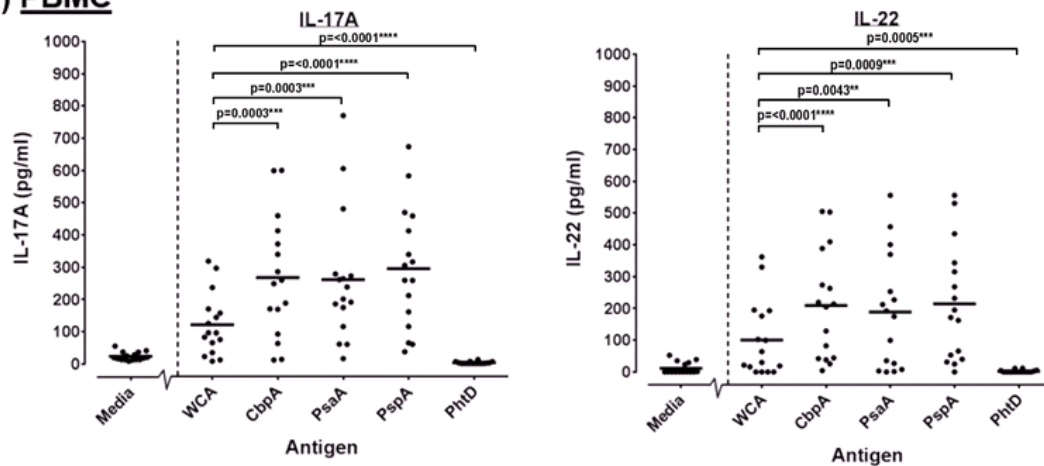 ) PBMC
IL-17A
p=<0.0001****
p=<0.0001****
p=0.0003***
p=0.0003***
1000
900
800
700
600
500
400
300
200
100
0
IL-17A (pg/ml)
Media
WCA
CbpA
PsaA
PspA
PhtD
Antigen
IL-22
p=0.0005***
p=0.0009***
p=0.0043**
p=<0.0001****
1000
900
800
700
600
500
400
300
200
100
0
IL-22 (pg/ml)
Media
WCA
CbpA
PsaA
PspA
PhtD
Antigen